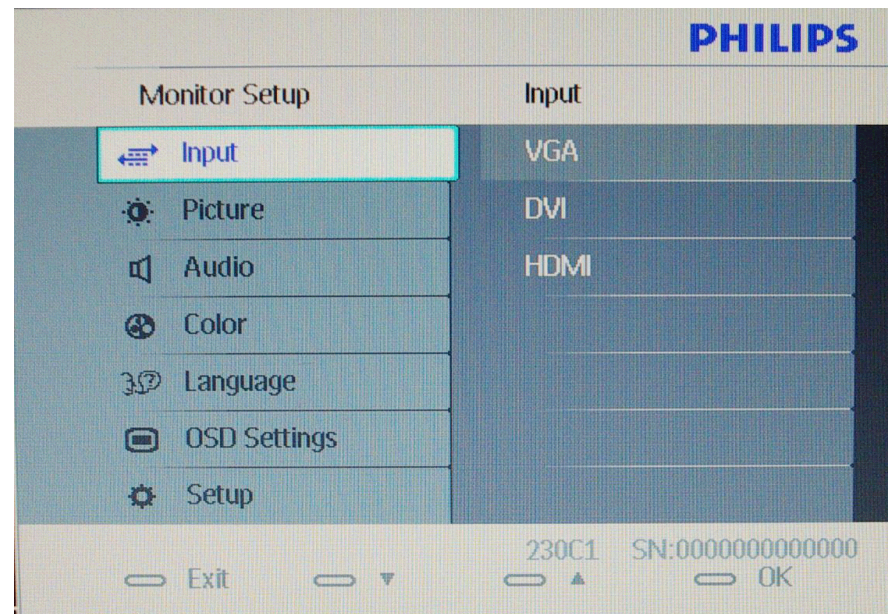 PHILIPS
Monitor Setup
Input
Input
Picture
Audio
Color
Language
OSD Settings
Setup
VGA
DVI
HDMI
230C1 SN:0000000000000
Exit ▼ ▲ OK